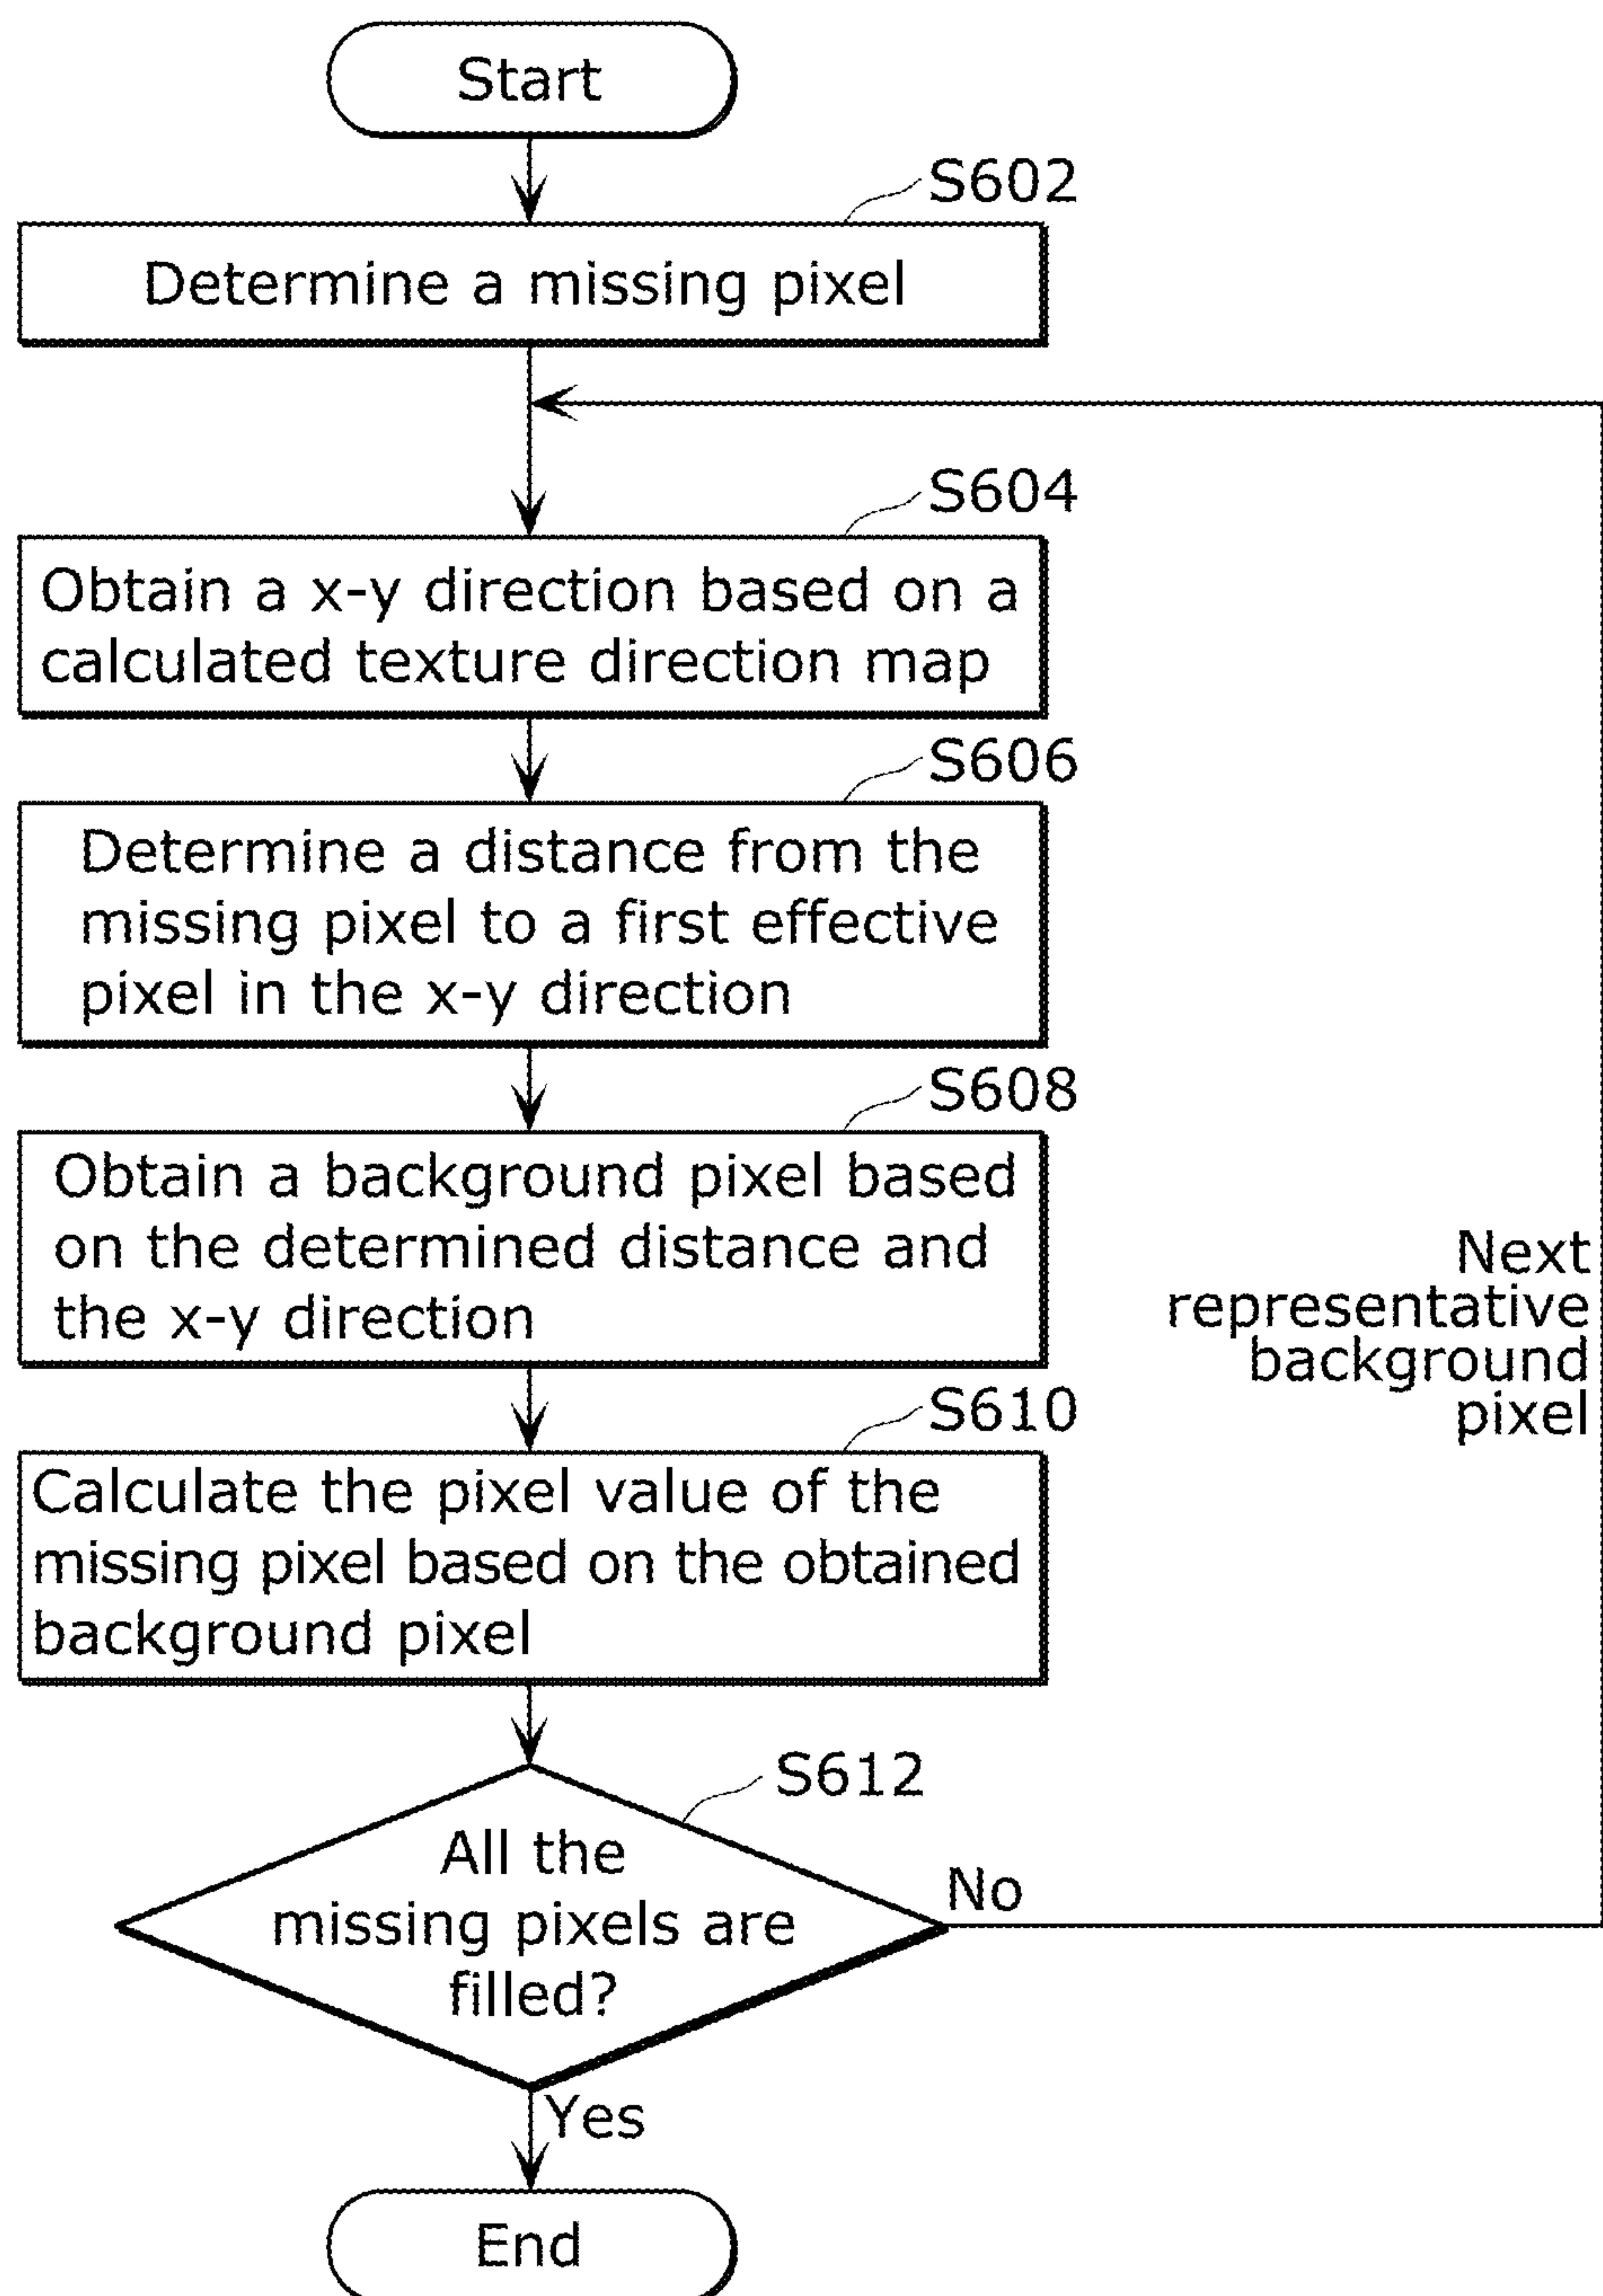 Start
S602
Determine a missing pixel
S604
Obtain a x-y direction based on a
calculated texture direction map
S606
Determine a distance from the
missing pixel to a first effective
pixel in the x-y direction
S608
Obtain a background pixel based
on the determined distance and
the x-y direction
Next
representative
background
pixel
S610
Calculate the pixel value of the
missing pixel based on the obtained
background pixel
S612
All the
missing pixels are
filled?
No
Yes
End